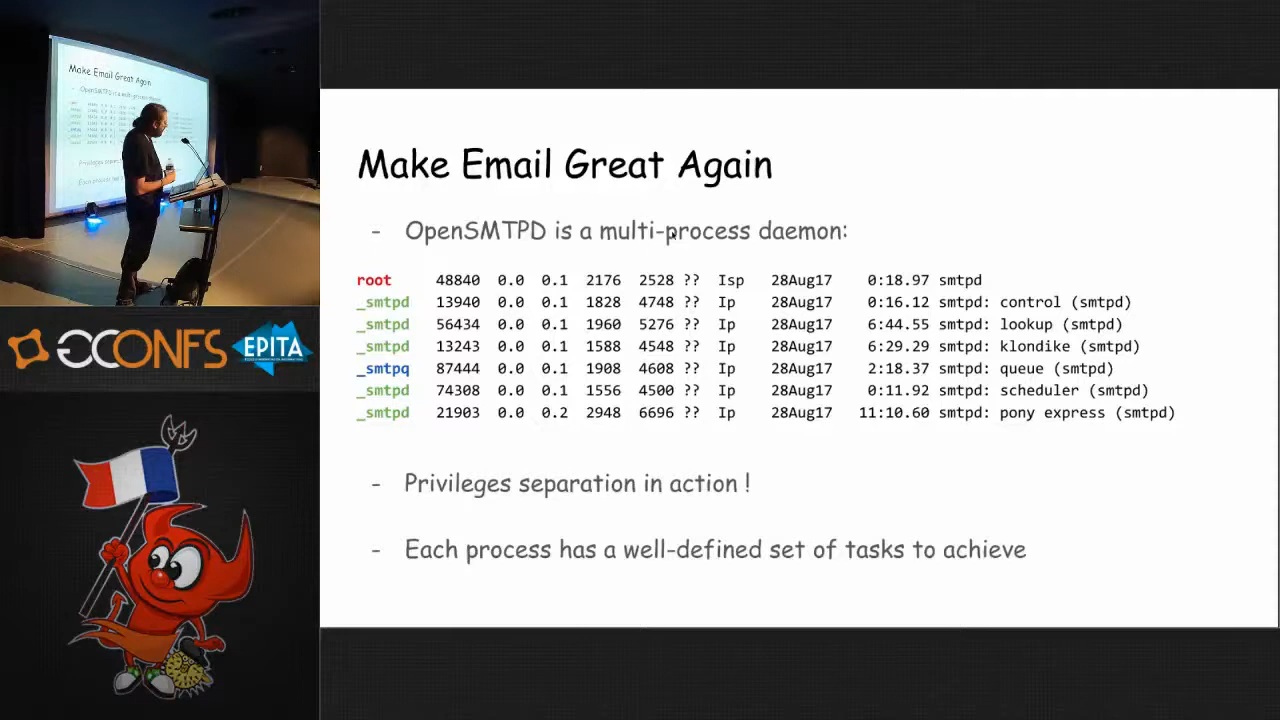 Make Email Great Again
- OpenSMTPD is a multi-process daemon:
root 48840 0.0 0.1 2176 2528 ?? Isp 28Aug17 0:18.97 smtpd
_smtpd 13940 0.0 0.1 1828 4748 ?? Ip 28Aug17 0:16.12 smtpd: control (smtpd)
_smtpd 56434 0.0 0.1 1960 5276 ?? Ip 28Aug17 6:44.55 smtpd: lookup (smtpd)
_smtpd 13243 0.0 0.1 1588 4548 ?? Ip 28Aug17 6:29.29 smtpd: klondike (smtpd)
_smtpq 87444 0.0 0.1 1908 4608 ?? Ip 28Aug17 2:18.37 smtpd: queue (smtpd)
_smtpd 74308 0.0 0.1 1556 4500 ?? Ip 28Aug17 0:11.92 smtpd: scheduler (smtpd)
_smtpd 21903 0.0 0.2 2948 6696 ?? Ip 28Aug17 11:10.60 smtpd: pony express (smtpd)
- Privileges separation in action !
- Each process has a well-defined set of tasks to achieve
Make Email Great Again
GCONFS
EPITA